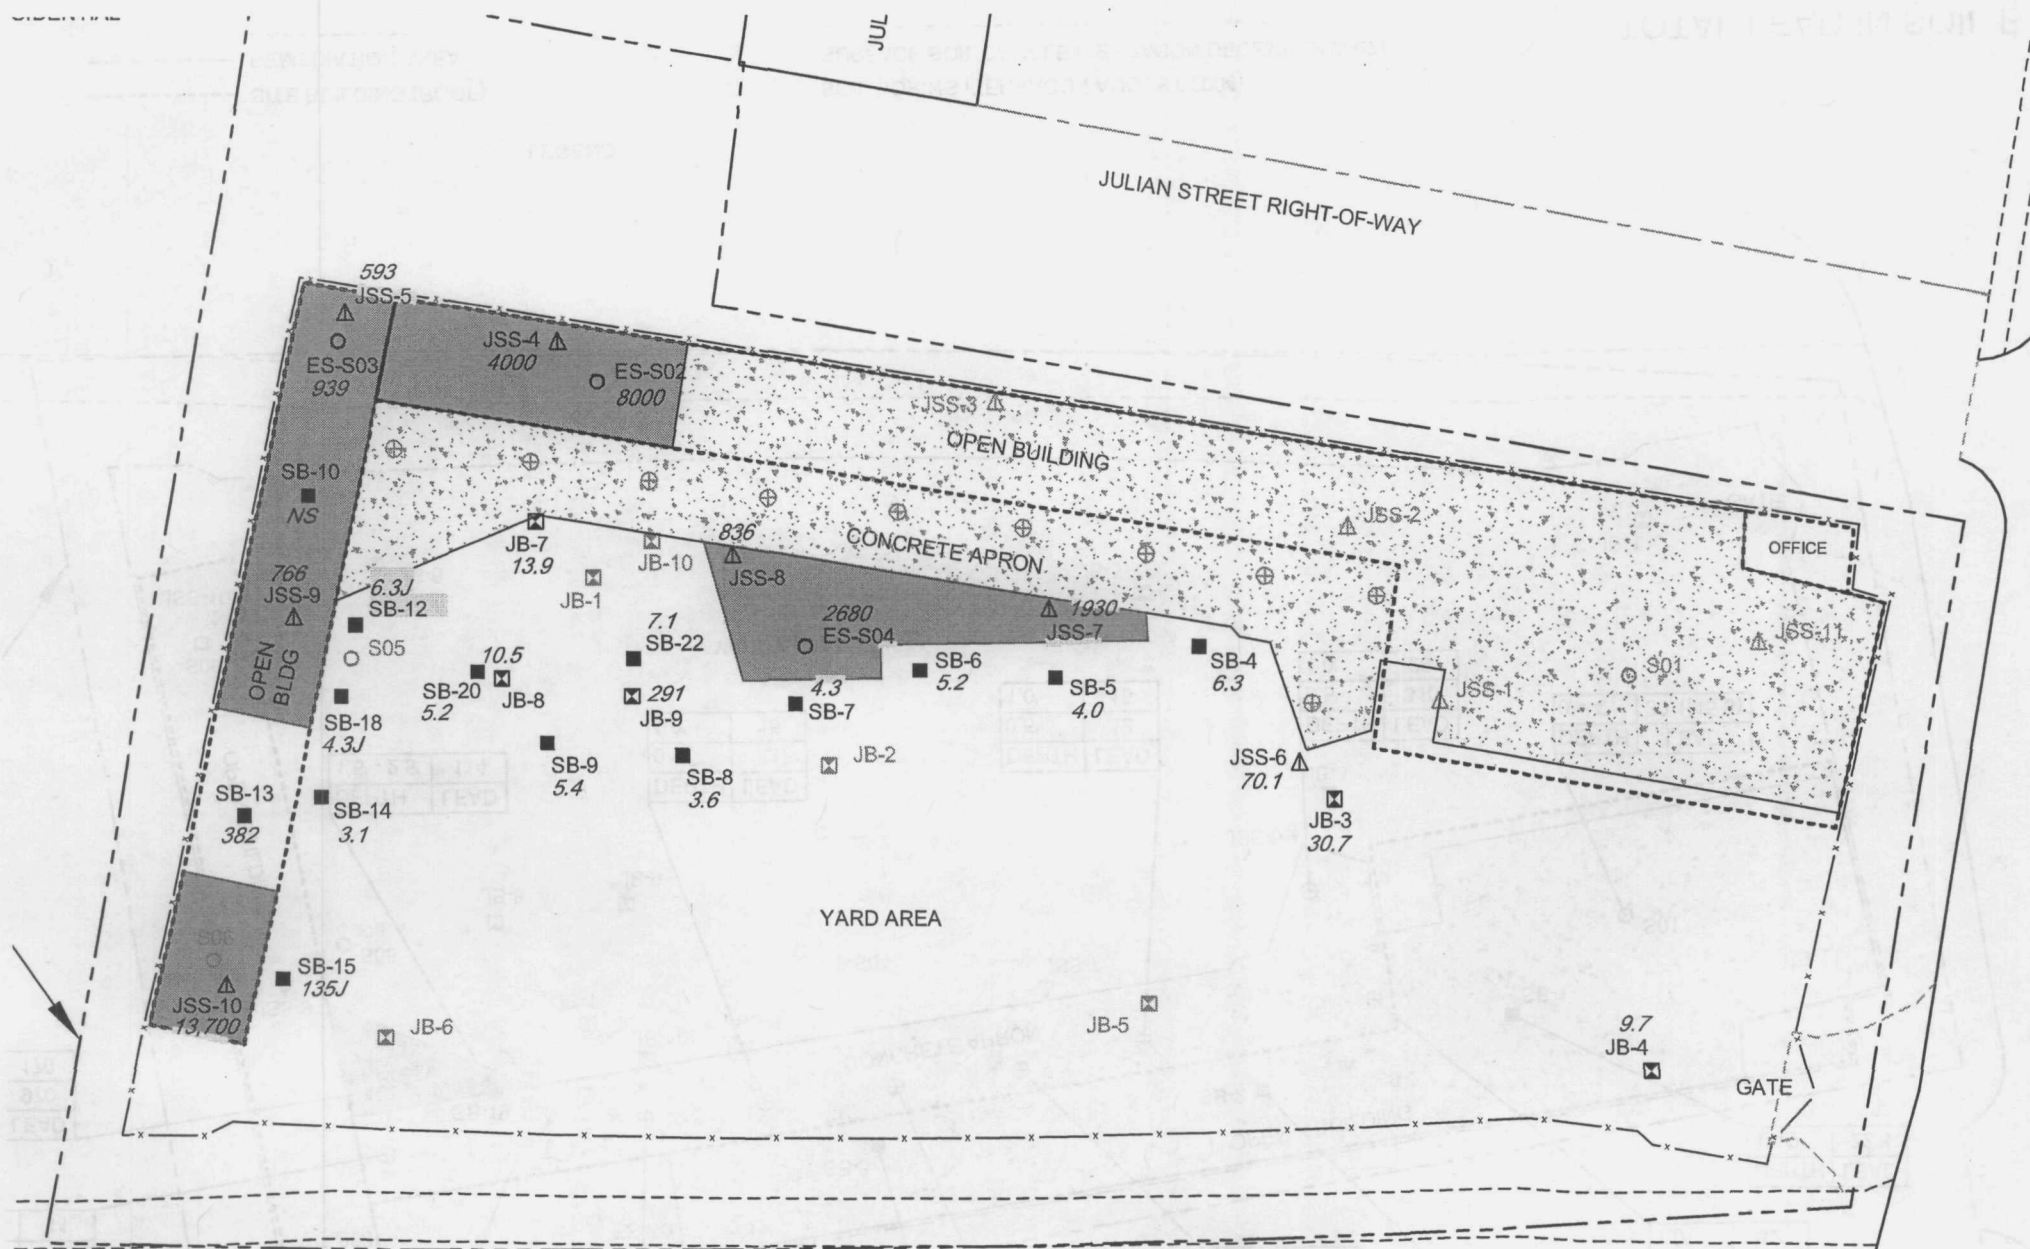 JUL
JULIAN STREET RIGHT-OF-WAY
593
JSS-5
ES-S03
939
JSS-4
4000
ES-S02
8000
JSS-3
OPEN BUILDING
JSS-2
OFFICE
SB-10
NS
CONCRETE APRON
JB-7
13.9
JB-10
836
JSS-8
JB-1
766
JSS-9
6.3J
SB-12
S05
OPEN
BLDG
7.1
SB-22
2680
ES-S04
1930
JSS-7
JSS-11
S01
JSS-1
SB-4
6.3
SB-6
5.2
SB-5
4.0
10.5
SB-20
5.2
JB-8
291
JB-9
4.3
SB-7
SB-18
4.3J
SB-9
5.4
SB-8
3.6
JB-2
JSS-6
70.1
SB-13
382
SB-14
3.1
JB-3
30.7
YARD AREA
S06
SB-15
135J
JSS-10
13,700
JB-6
JB-5
9.7
JB-4
GATE